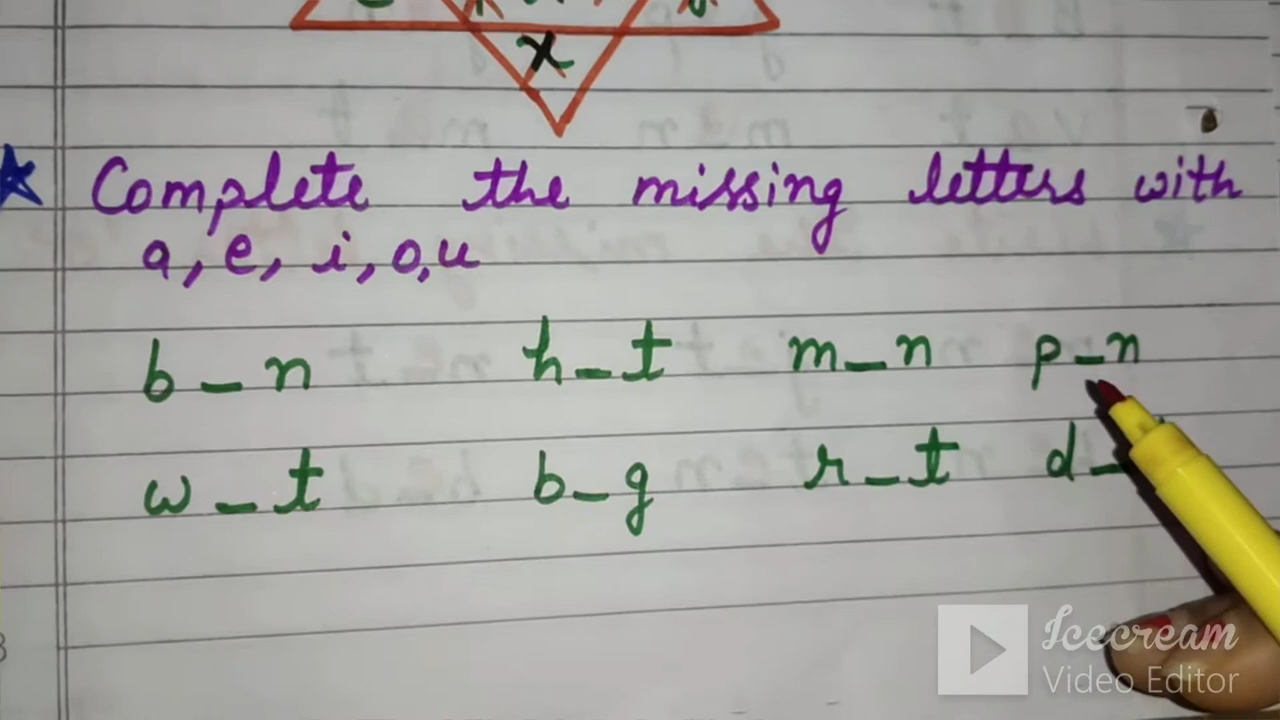 x
Complete the missing letters with
a, e, i, o, u
b_n h_t m_n p_n
w_t b_g r_t d_
Icecream
Video Editor